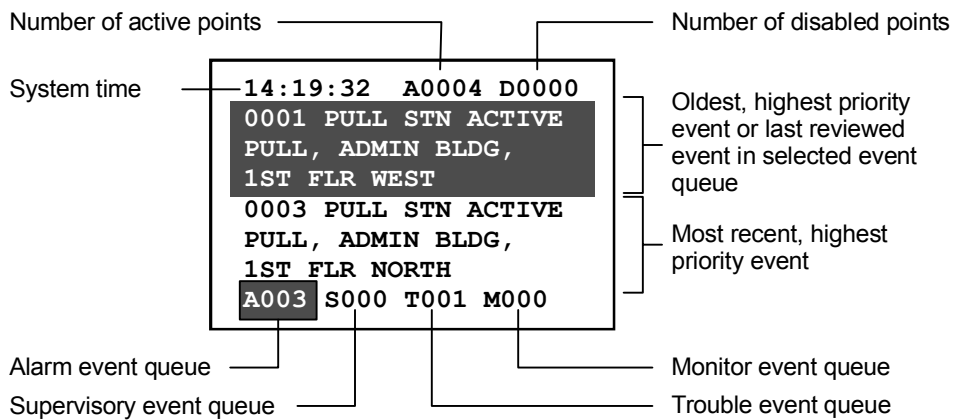 Number of active points
Number of disabled points
System time
14:19:32 A0004 D0000
0001 PULL STN ACTIVE
PULL, ADMIN BLDG,
1ST FLR WEST
0003 PULL STN ACTIVE
PULL, ADMIN BLDG,
1ST FLR NORTH
A003 S000 T001 M000
Oldest, highest priority
event or last reviewed
event in selected event
queue
Most recent, highest
priority event
Alarm event queue
Supervisory event queue
Monitor event queue
Trouble event queue